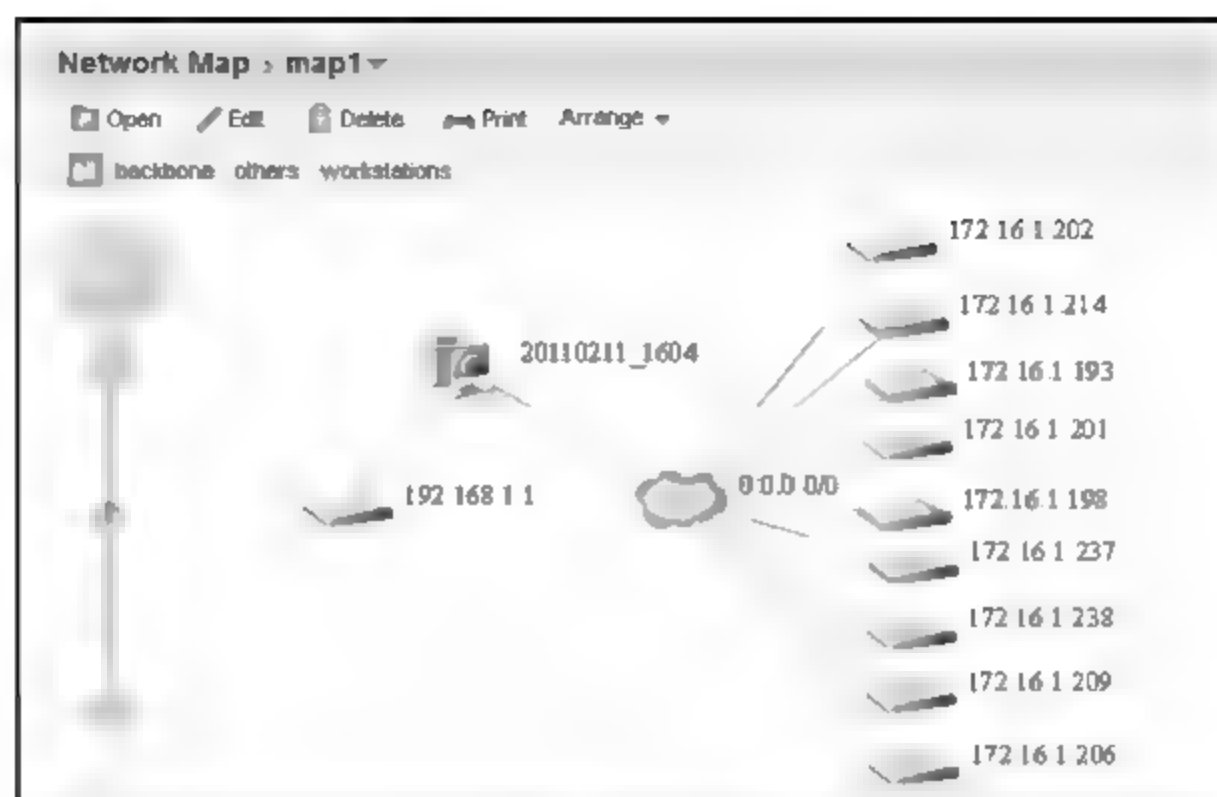 Network Map › map1
Open Edit Delete Print Arrange
backbone others workstations
172 16 1 202
172 16 1.214
20110211_1604
172 16.1 193
172 16 1 201
192 168 1 1
0.0.0 0/0
172.16.1 198
172 16 1 237
172 16 1 238
172 16 1 209
172 16 1 206